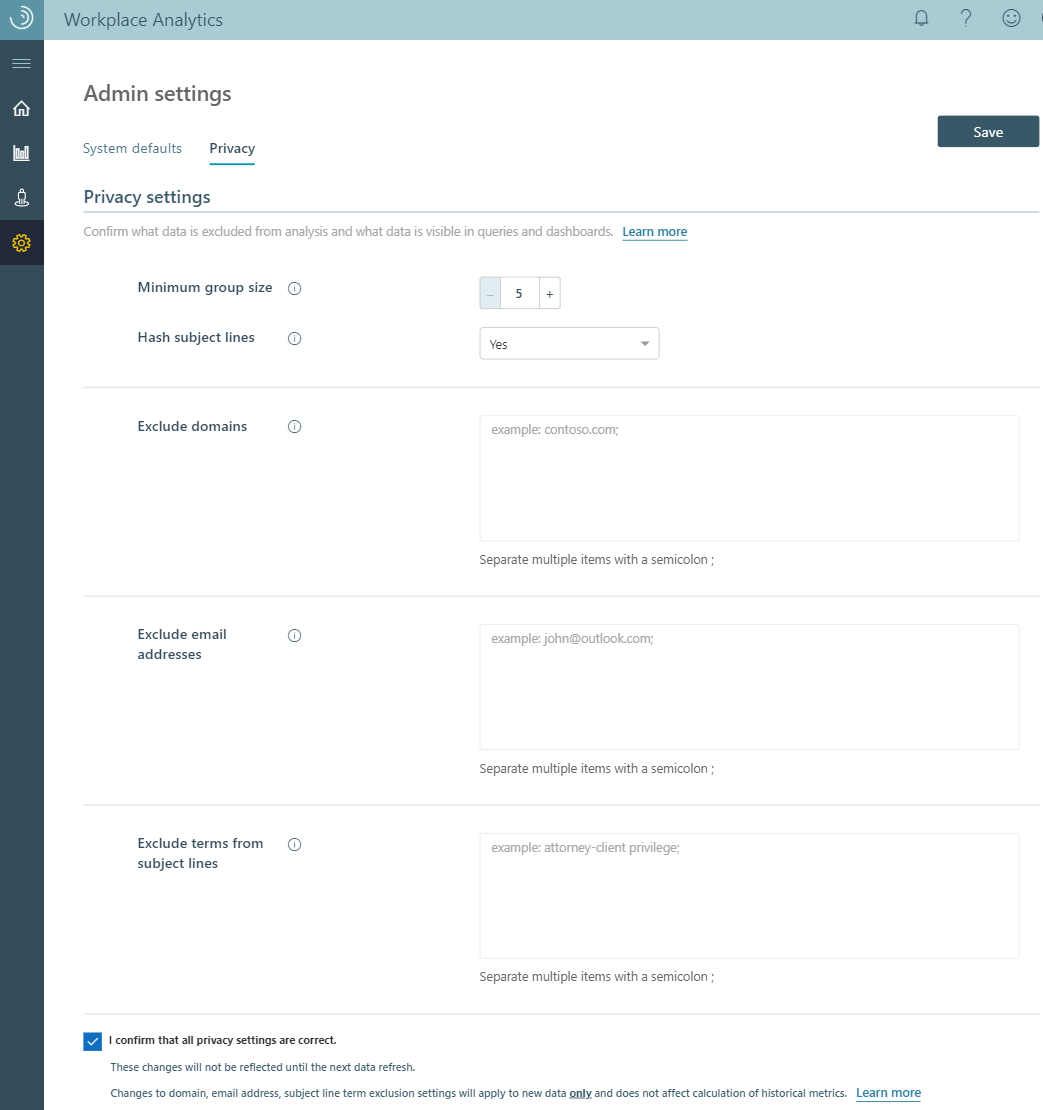 Workplace Analytics
Admin settings
Save
System defaults Privacy
Privacy settings
Confirm what data is excluded from analysis and what data is visible in queries and dashboards. Learn more
Minimum group size – 5 +
Hash subject lines Yes
Exclude domains
example: contoso.com;
Separate multiple items with a semicolon ;
Exclude email
addresses
example: john@outlook.com;
Separate multiple items with a semicolon ;
Exclude terms from
subject lines
example: attorney-client privilege;
Separate multiple items with a semicolon ;
I confirm that all privacy settings are correct.
These changes will not be reflected until the next data refresh.
Changes to domain, email address, subject line term exclusion settings will apply to new data only and does not affect calculation of historical metrics. Learn more